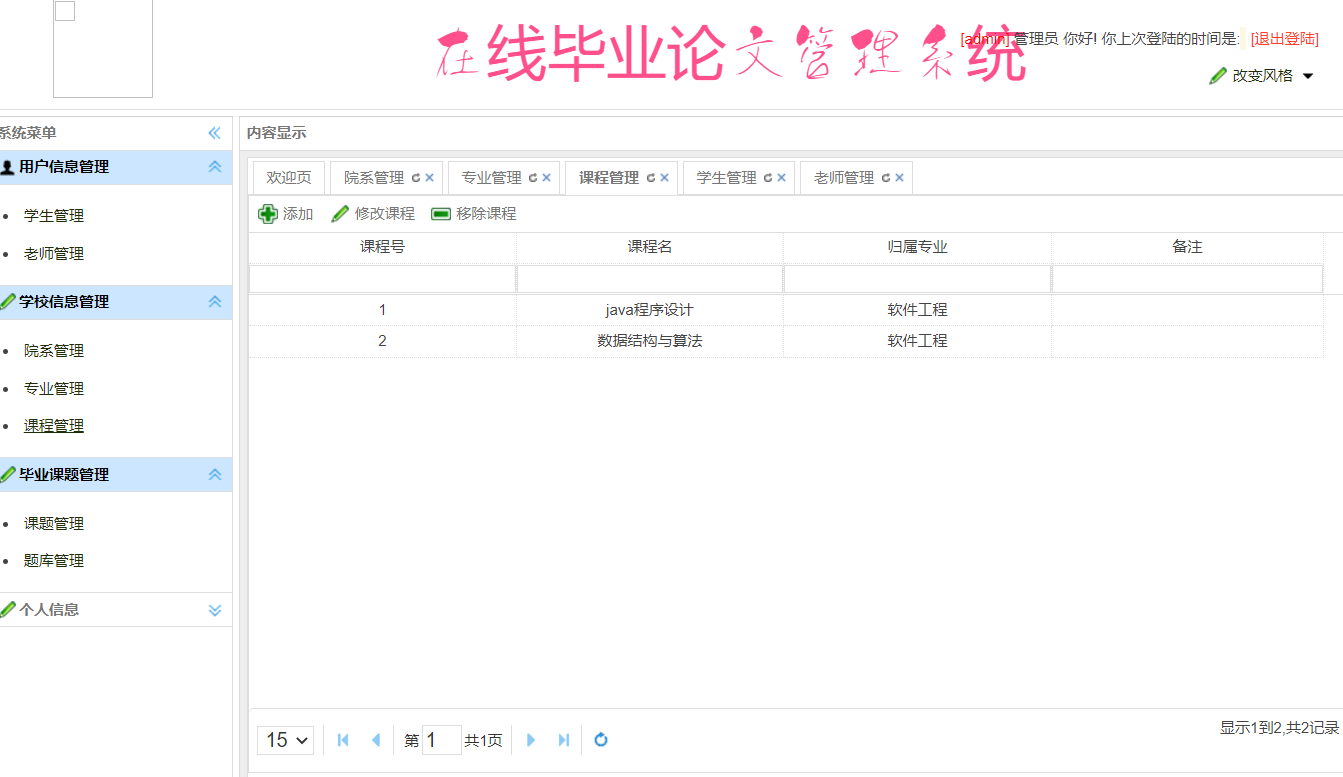 在线毕业论文管理系统
[admin] 管理员 你好! 你上次登陆的时间是: [退出登陆]
改变风格
系统菜单
内容显示
用户信息管理
学生管理
老师管理
学校信息管理
院系管理
专业管理
课程管理
毕业课题管理
课题管理
题库管理
个人信息
欢迎页 院系管理 专业管理 课程管理 学生管理 老师管理
添加 修改课程 移除课程
课程号 课程名 归属专业 备注
1 java程序设计 软件工程
2 数据结构与算法 软件工程
15 第 1 共1页
显示1到2,共2记录